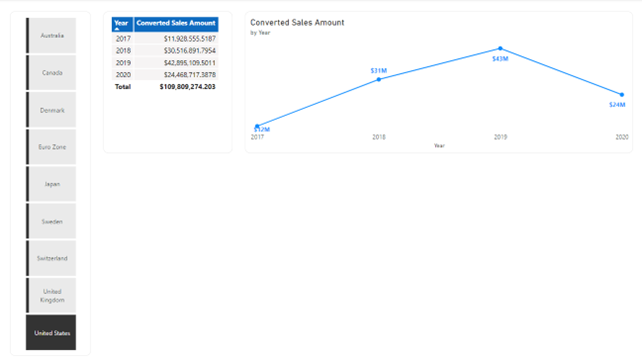 Australia
Canada
Denmark
Euro Zone
Japan
Sweden
Switzerland
United
Kingdom
United States
Year Converted Sales Amount
2017 $11,928,555.5187
2018 $30,516,891.7954
2019 $42,895,109.5011
2020 $24,468,717.3878
Total $109,809,274.203
Converted Sales Amount
by Year
$12M
$31M
$43M
$24M
2017 2018 2019 2020
Year